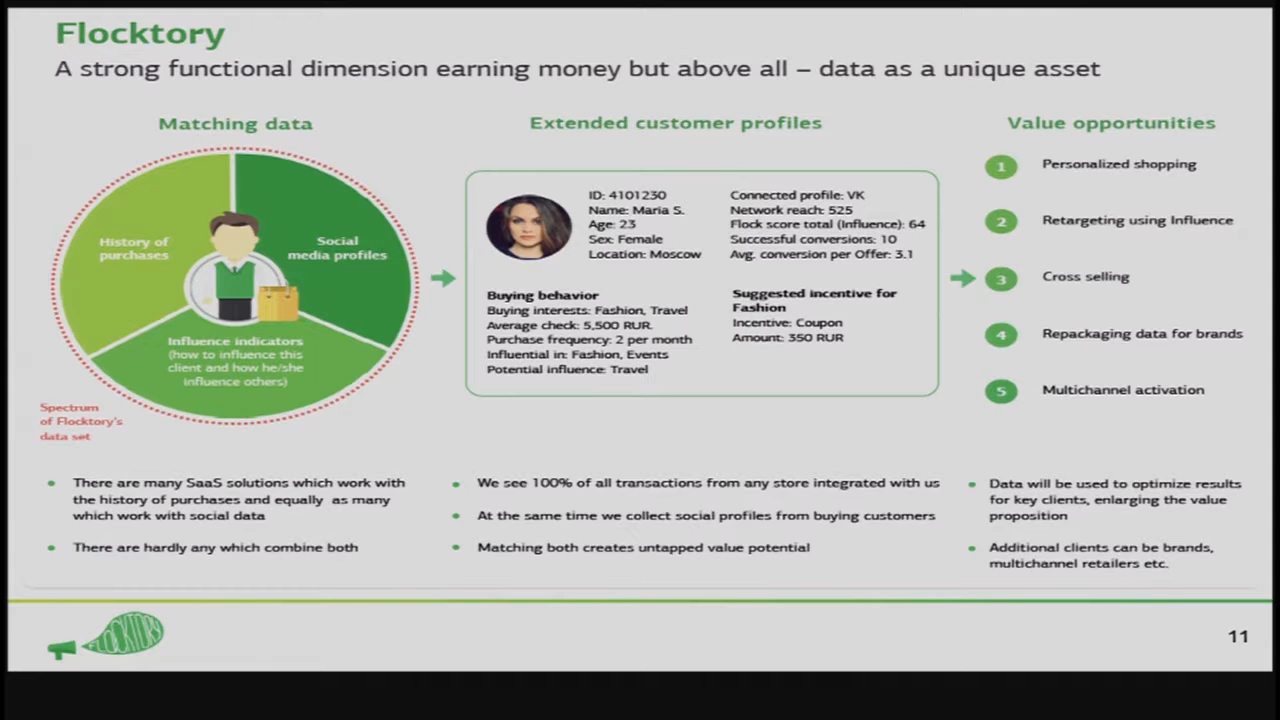 Flocktory
A strong functional dimension earning money but above all – data as a unique asset
Matching data
History of
purchases
Social
media profiles
Influence indicators
(how to influence this
client and how he/she
influence others)
Spectrum
of Flocktory's
data set
There are many SaaS solutions which work with
the history of purchases and equally as many
which work with social data
There are hardly any which combine both
Extended customer profiles
ID: 4101230
Name: Maria S.
Age: 23
Sex: Female
Location: Moscow
Connected profile: VK
Network reach: 525
Flock score total (Influence): 64
Successful conversions: 10
Avg. conversion per Offer: 3.1
Buying behavior
Buying interests: Fashion, Travel
Average check: 5,500 RUR.
Purchase frequency: 2 per month
Influential in: Fashion, Events
Potential influence: Travel
Suggested incentive for
Fashion
Incentive: Coupon
Amount: 350 RUR
We see 100% of all transactions from any store integrated with us
At the same time we collect social profiles from buying customers
Matching both creates untapped value potential
Value opportunities
1 Personalized shopping
2 Retargeting using Influence
3 Cross selling
4 Repackaging data for brands
5 Multichannel activation
Data will be used to optimize results
for key clients, enlarging the value
proposition
Additional clients can be brands,
multichannel retailers etc.
FLOCKTORY
11